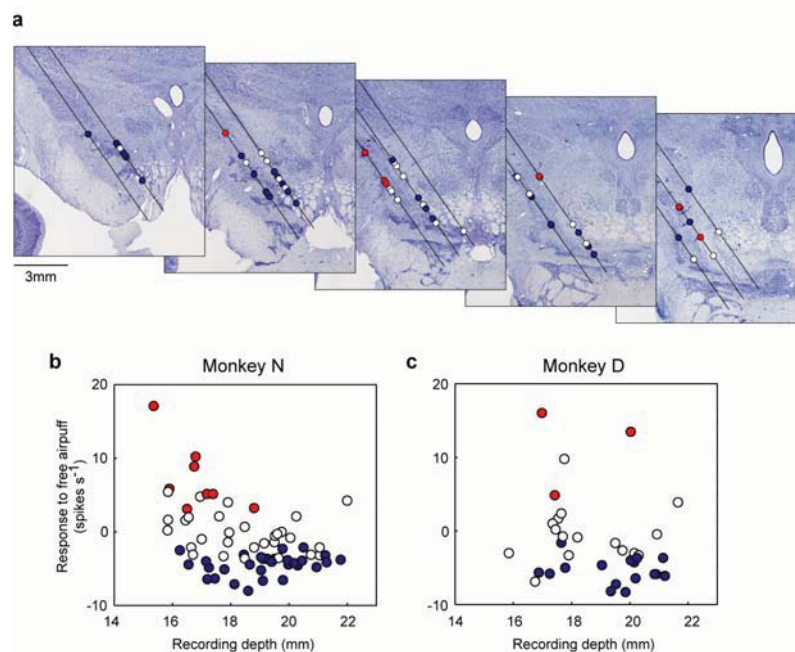 a
3mm
b
Monkey N
c
Monkey D
20
10
0
-10
Response to free airpuff
(spikes s⁻¹)
14
16
18
20
22
Recording depth (mm)
20
10
0
-10
14
16
18
20
22
Recording depth (mm)